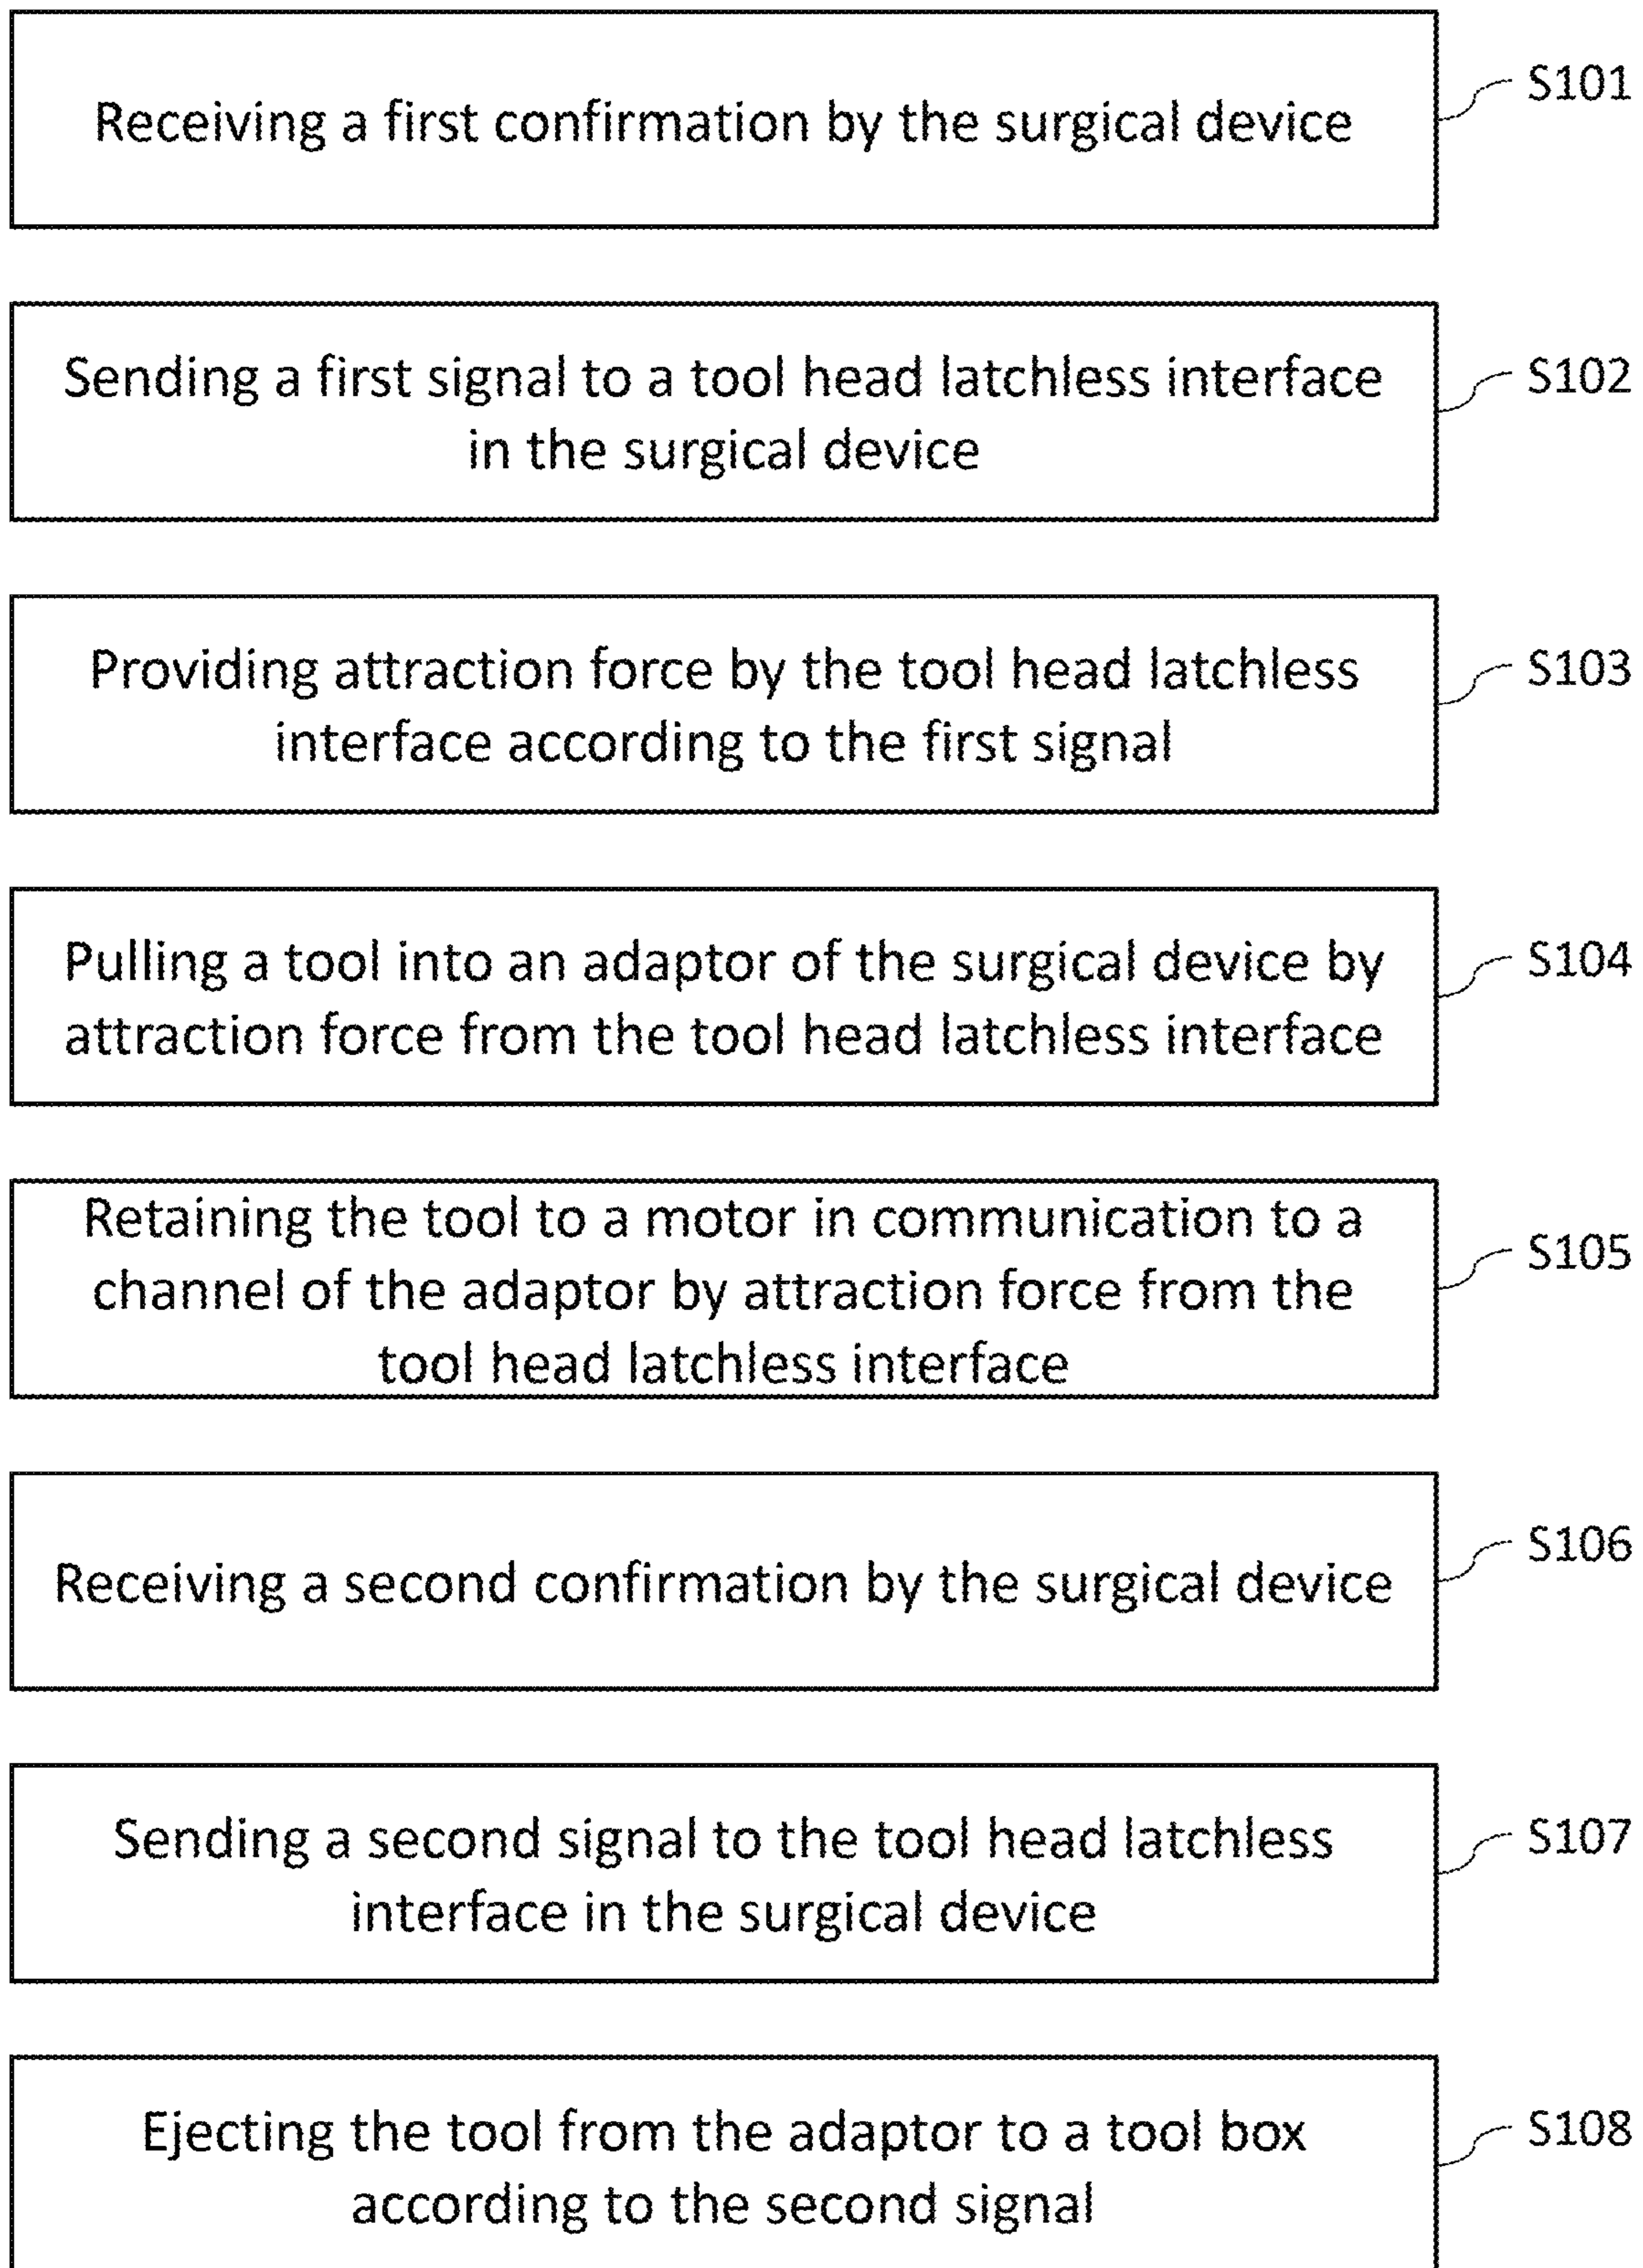 Receiving a first confirmation by the surgical device
S101
Sending a first signal to a tool head latchless interface
in the surgical device
S102
Providing attraction force by the tool head latchless
interface according to the first signal
S103
Pulling a tool into an adaptor of the surgical device by
attraction force from the tool head latchless interface
S104
Retaining the tool to a motor in communication to a
channel of the adaptor by attraction force from the
tool head latchless interface
S105
Receiving a second confirmation by the surgical device
S106
Sending a second signal to the tool head latchless
interface in the surgical device
S107
Ejecting the tool from the adaptor to a tool box
according to the second signal
S108